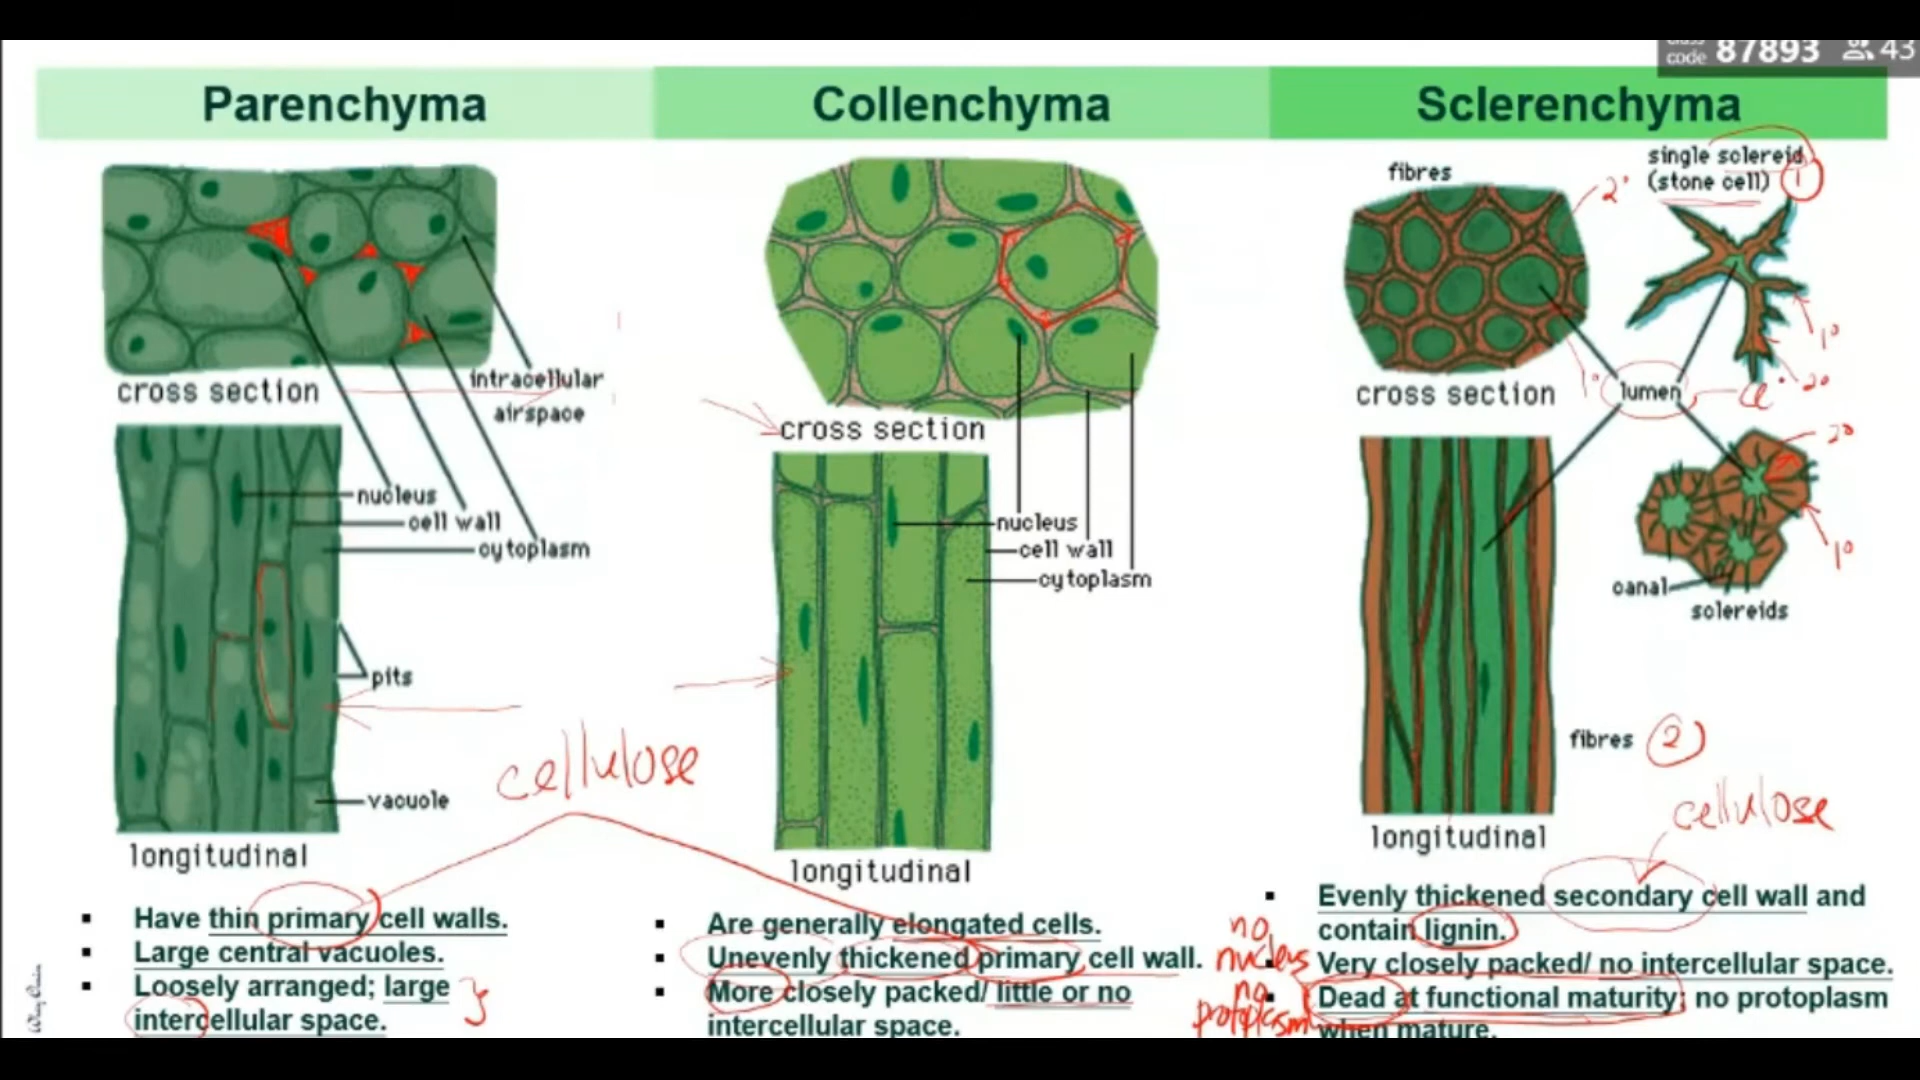 class
code 87893 43
Parenchyma
Collenchyma
Sclerenchyma
cross section
intracellular
airspace
nucleus
cell wall
cytoplasm
pits
vacuole
longitudinal
cellulose
Have thin primary cell walls.
Large central vacuoles.
Loosely arranged; large
intercellular space.
cross section
nucleus
cell wall
cytoplasm
longitudinal
Are generally elongated cells.
Unevenly thickened primary cell wall.
More closely packed/ little or no
intercellular space.
fibres
single sclereid
(stone cell) 1
2°
1°
2°
cross section
1°
lumen
2°
1°
canal
sclereids
fibres 2
cellulose
longitudinal
Evenly thickened secondary cell wall and
contain lignin.
Very closely packed/ no intercellular space.
Dead at functional maturity; no protoplasm
when mature.
no
nucleus
no
protoplasm